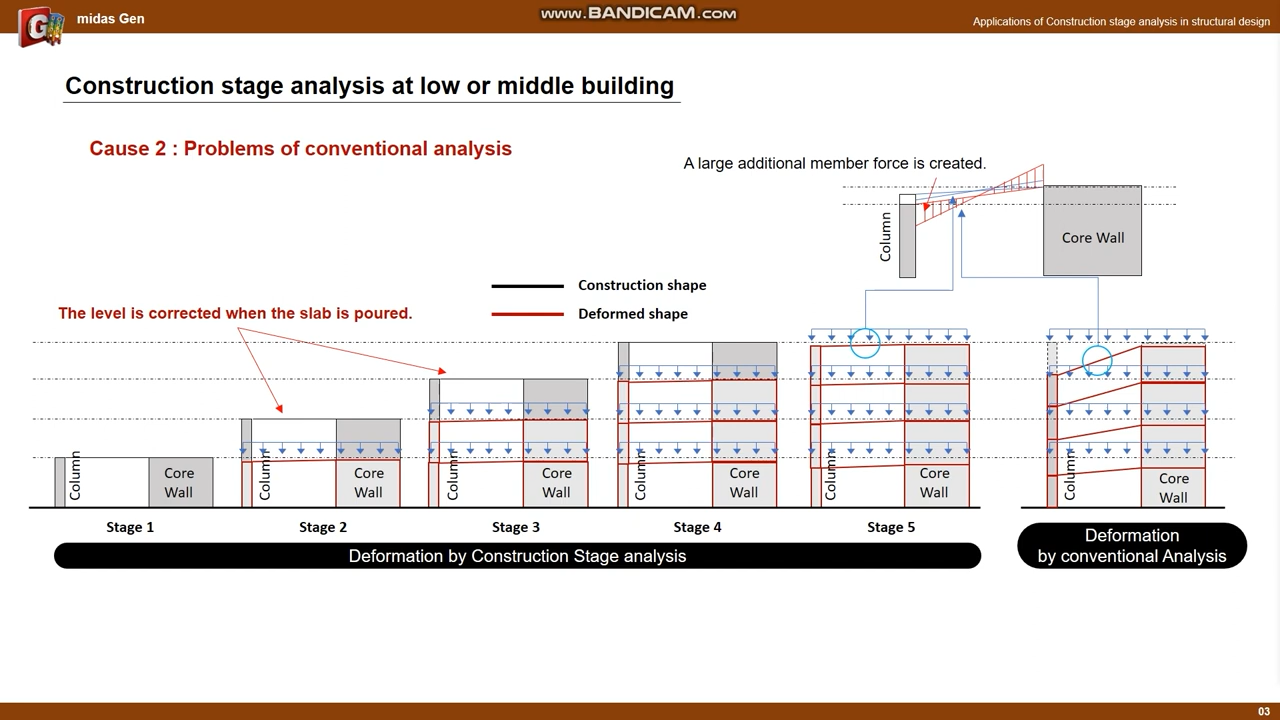 midas Gen
www.BANDICAM.com
Applications of Construction stage analysis in structural design
Construction stage analysis at low or middle building
Cause 2 : Problems of conventional analysis
A large additional member force is created.
Column
Core Wall
Construction shape
Deformed shape
The level is corrected when the slab is poured.
Column
Core
Wall
Column
Core
Wall
Column
Core
Wall
Column
Core
Wall
Column
Core
Wall
Column
Core
Wall
Stage 1
Stage 2
Stage 3
Stage 4
Stage 5
Deformation by Construction Stage analysis
Deformation
by conventional Analysis
03